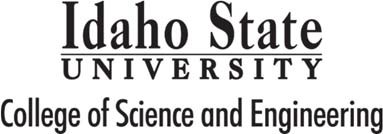 Idaho State
UNIVERSITY
College of Science and Engineering